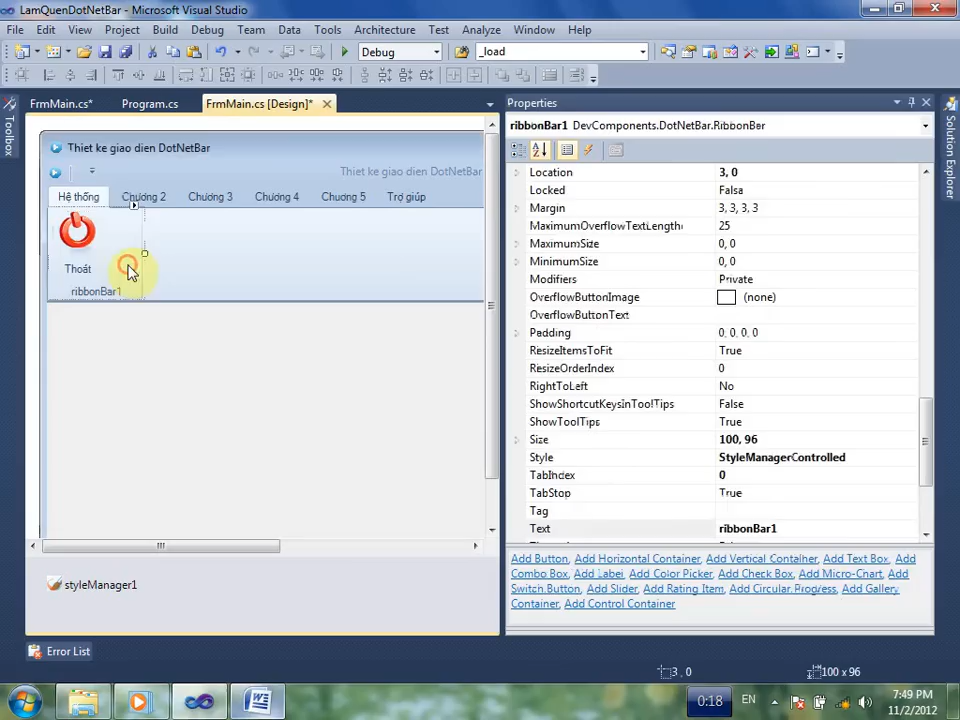 LamQuenDotNetBar - Microsoft Visual Studio
File Edit View Project Build Debug Team Data Tools Architecture Test Analyze Window Help
Debug _load
FrmMain.cs* Program.cs FrmMain.cs [Design]*
Toolbox
Thiet ke giao dien DotNetBar
Thiet ke giao dien DotNetBar
Hệ thống Chương 2 Chương 3 Chương 4 Chương 5 Trợ giúp
Thoát
ribbonBar1
styleManager1
Error List
Properties
ribbonBar1 DevComponents.DotNetBar.RibbonBar
Location 3, 0
Locked False
Margin 3, 3, 3, 3
MaximumOverflowTextLength 25
MaximumSize 0, 0
MinimumSize 0, 0
Modifiers Private
OverflowButtonImage (none)
OverflowButtonText
Padding 0, 0, 0, 0
ResizeItemsToFit True
ResizeOrderIndex 0
RightToLeft No
ShowShortcutKeysInToolTips False
ShowToolTips True
Size 100, 96
Style StyleManagerControlled
TabIndex 0
TabStop True
Tag
Text ribbonBar1
Add Button, Add Horizontal Container, Add Vertical Container, Add Text Box, Add
Combo Box, Add Label, Add Color Picker, Add Check Box, Add Micro-Chart, Add
Switch Button, Add Slider, Add Rating Item, Add Circular Progress, Add Gallery
Container, Add Control Container
Solution Explorer
3 , 0 100 x 96
0:18 EN 7:49 PM
11/2/2012